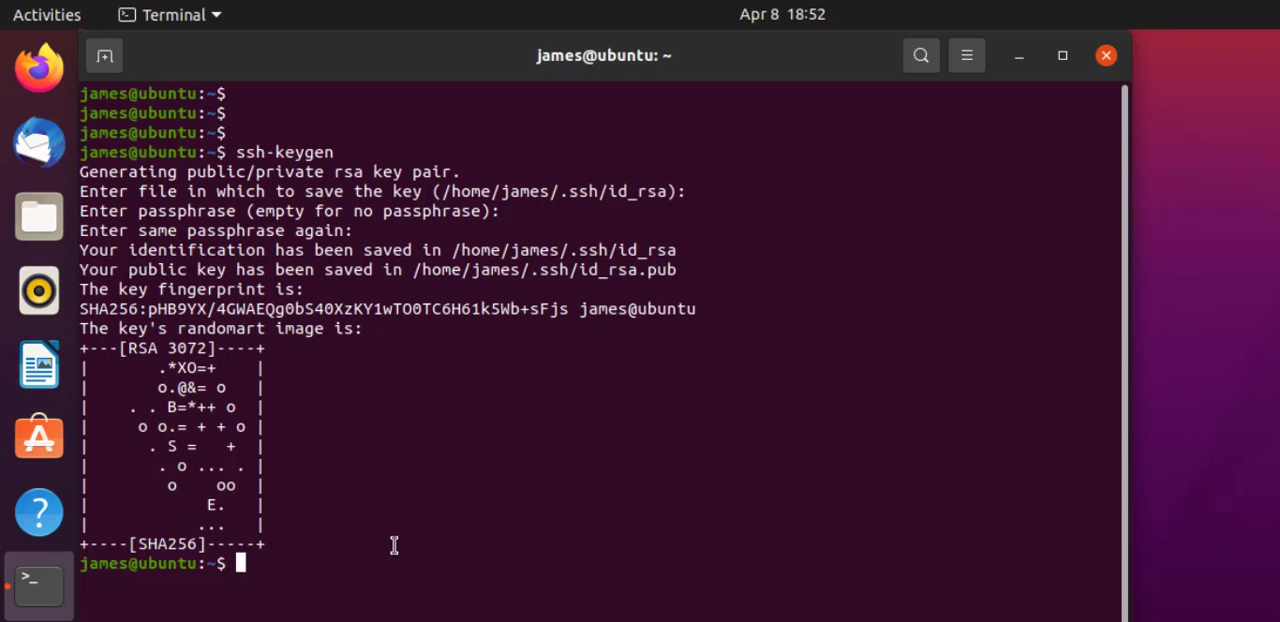 Activities Terminal Apr 8 18:52
james@ubuntu: ~
james@ubuntu:~$
james@ubuntu:~$
james@ubuntu:~$
james@ubuntu:~$ ssh-keygen
Generating public/private rsa key pair.
Enter file in which to save the key (/home/james/.ssh/id_rsa):
Enter passphrase (empty for no passphrase):
Enter same passphrase again:
Your identification has been saved in /home/james/.ssh/id_rsa
Your public key has been saved in /home/james/.ssh/id_rsa.pub
The key fingerprint is:
SHA256:pHB9YX/4GWAEQg0bS40XzKY1wTO0TC6H61k5Wb+sFjs james@ubuntu
The key's randomart image is:
+---[RSA 3072]----+
|       .*XO=+    |
|       o.@&= o   |
|    . . B=*++ o  |
|     o o.= + + o |
|      . S =   +  |
|       . o ... . |
|        o    oo  |
|            E.   |
|           ...   |
+----[SHA256]-----+
james@ubuntu:~$